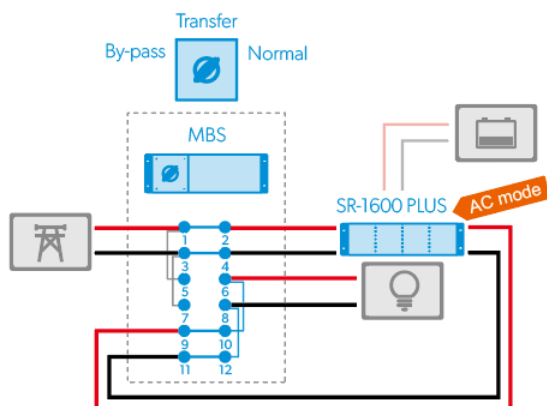 Transfer
By-pass Normal
MBS
SR-1600 PLUS AC mode
1 2
3 4
5 6
7 8
9 10
11 12